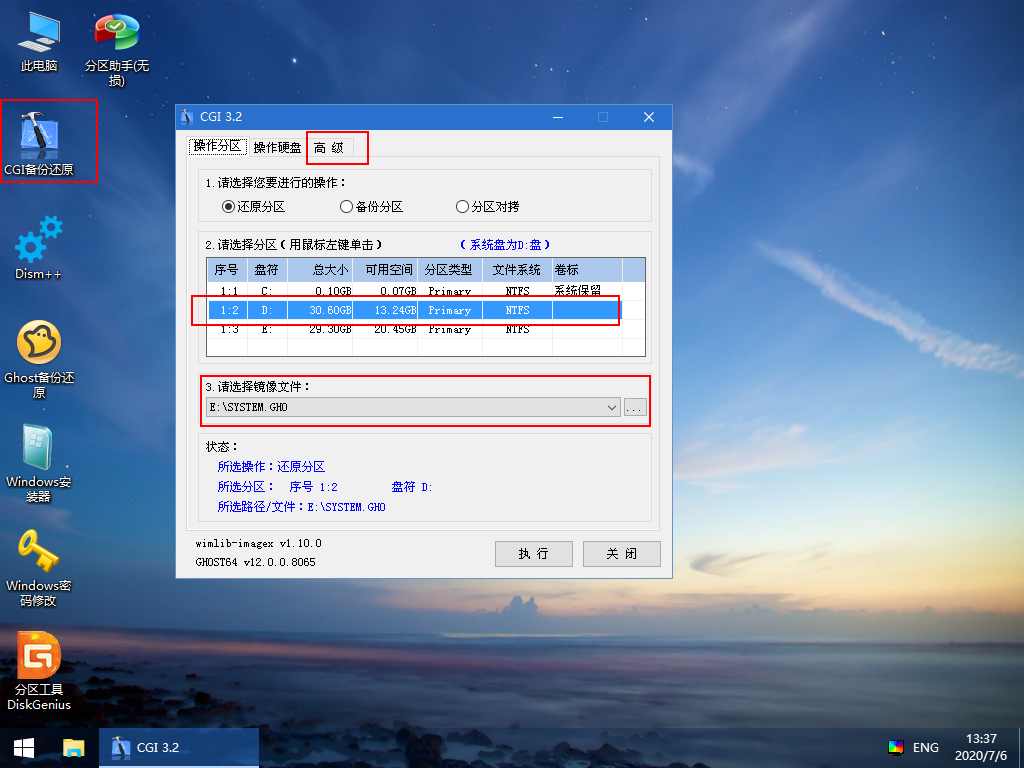 此电脑
分区助手(无
损)
CGI备份还原
Dism++
Ghost备份还
原
Windows安
装器
Windows密
码修改
分区工具
DiskGenius
CGI 3.2
操作分区 操作硬盘 高 级
1.请选择您要进行的操作：
还原分区 备份分区 分区对拷
2.请选择分区（用鼠标左键单击） （系统盘为D:盘）
序号 盘符 总大小 可用空间 分区类型 文件系统 卷标
1:1 C: 0.10GB 0.07GB Primary NTFS 系统保留
1:2 D: 30.60GB 13.24GB Primary NTFS
1:3 E: 29.30GB 20.45GB Primary NTFS
3.请选择镜像文件：
E:\SYSTEM.GHO ...
状态：
所选操作：还原分区
所选分区： 序号 1:2 盘符 D:
所选路径/文件：E:\SYSTEM.GHO
wimlib-imagex v1.10.0
GHOST64 v12.0.0.8065
执 行 关 闭
CGI 3.2
ENG
13:37
2020/7/6